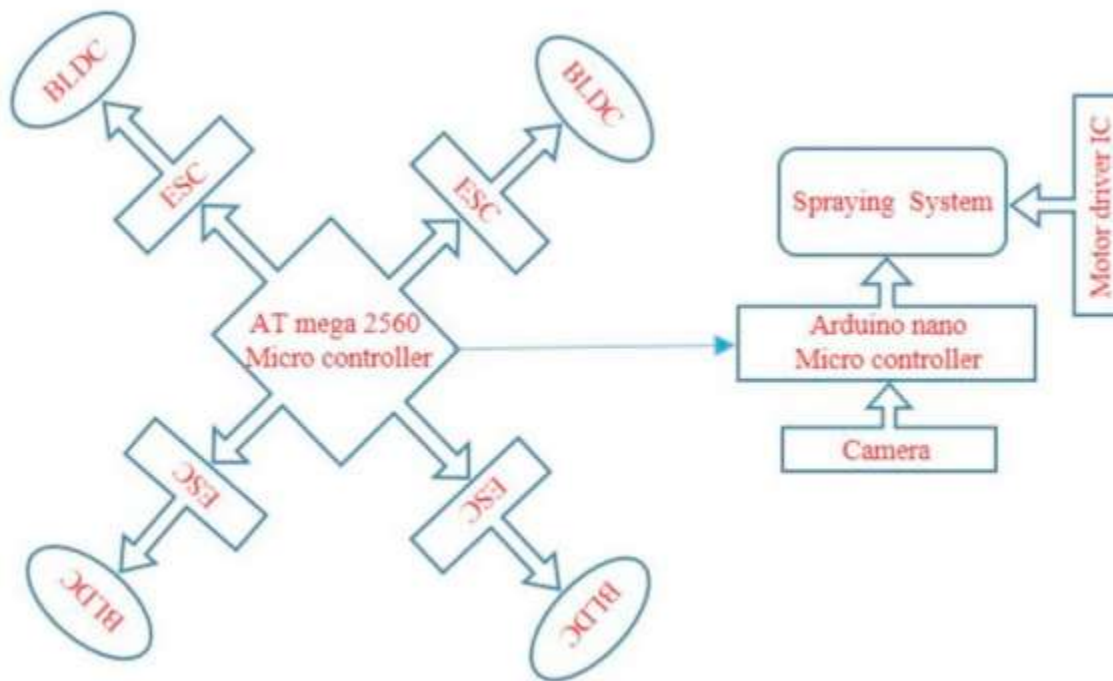 BLDC
BLDC
ESC
ESC
AT mega 2560
Micro controller
ESC
ESC
BLDC
BLDC
Spraying System
Motor driver IC
Arduino nano
Micro controller
Camera